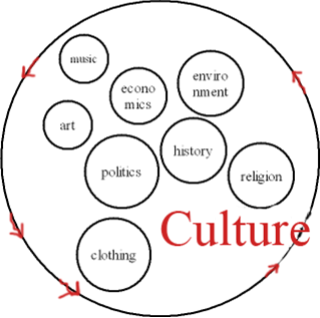 music
econo
mics
enviro
nment
art
history
politics
religion
Culture
clothing